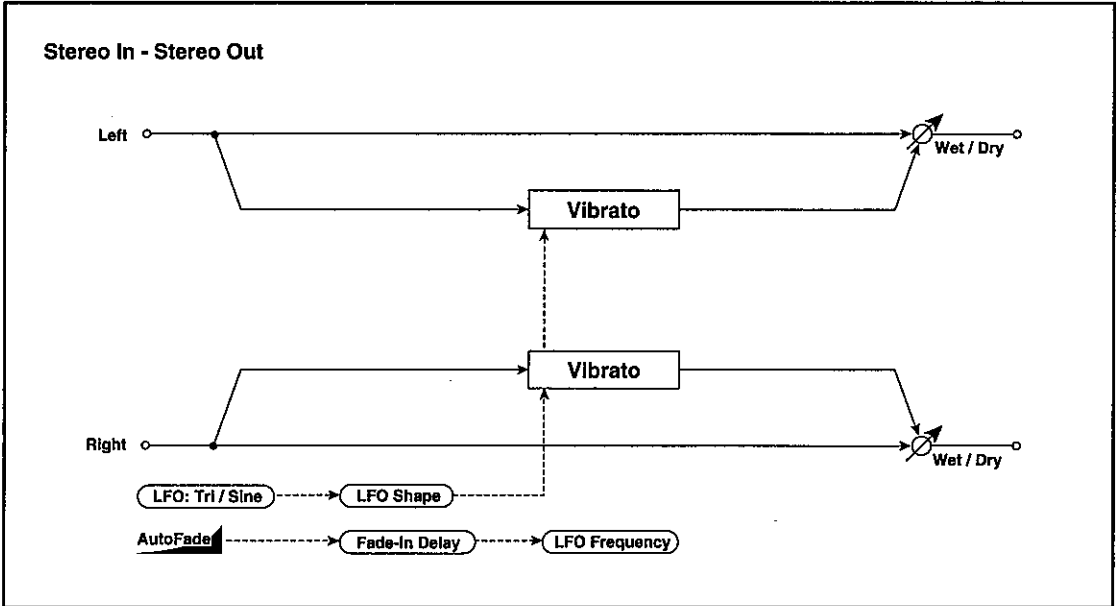 Stereo In - Stereo Out
Left
Wet / Dry
Vibrato
Vibrato
Right
Wet / Dry
LFO: Tri / Sine
LFO Shape
AutoFade
Fade-In Delay
LFO Frequency